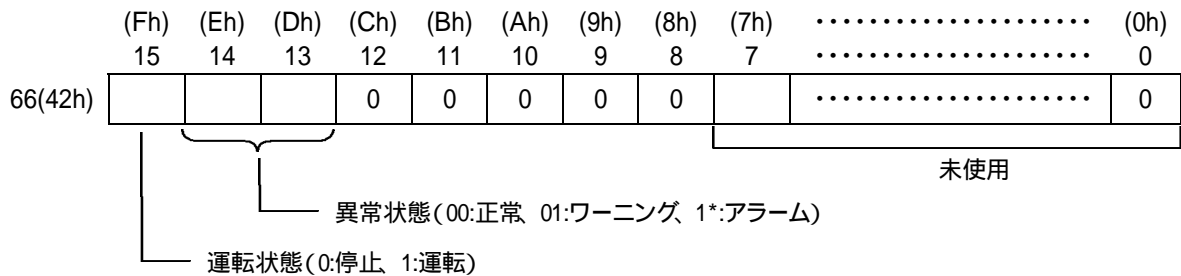 (Fh) (Eh) (Dh) (Ch) (Bh) (Ah) (9h) (8h) (7h) ・・・・・・・・・・・・・・・・・・・・・ (0h)
15 14 13 12 11 10 9 8 7 ・・・・・・・・・・・・・・・・・・・・・ 0
66(42h) 0 0 0 0 0 ・・・・・・・・・・・・・・・・・・・・・ 0
未使用
異常状態(00:正常、01:ワーニング、1*:アラーム)
運転状態(0:停止、1:運転)